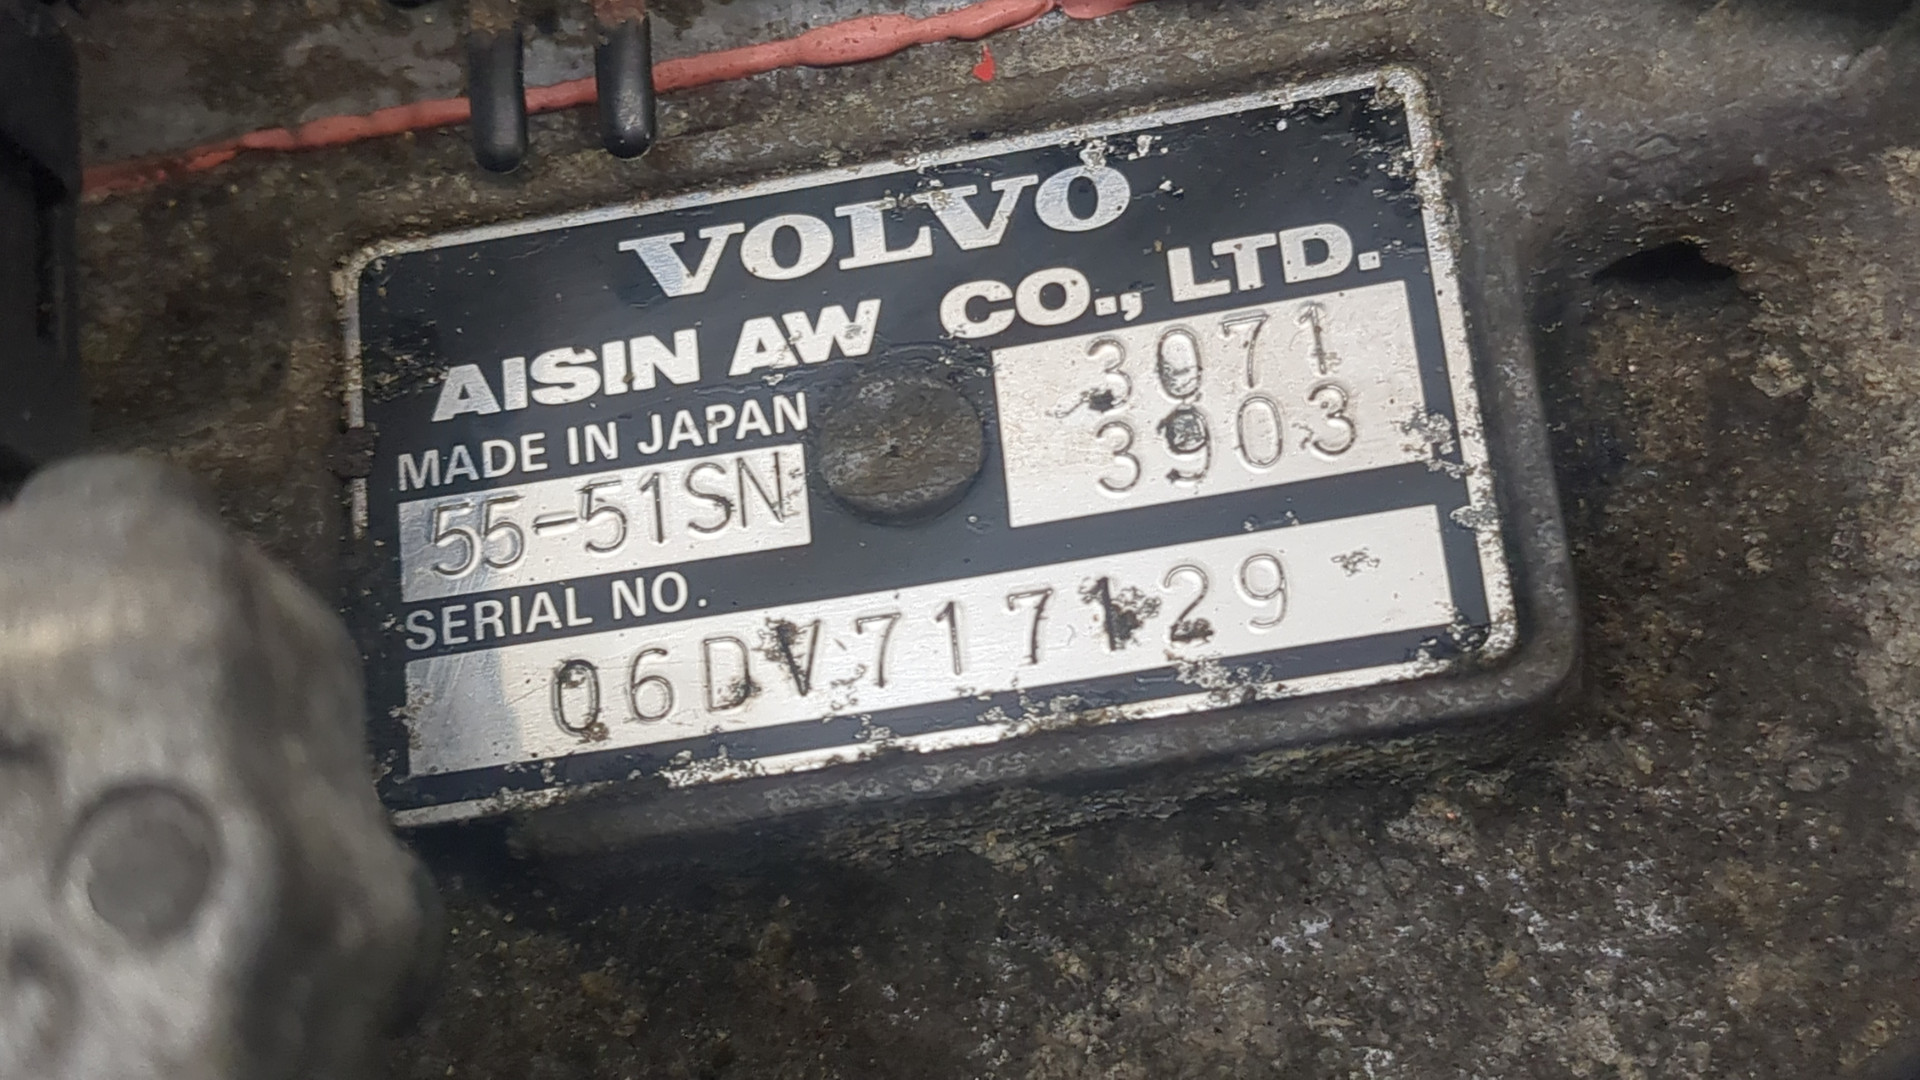 VOLVO
AISIN AW CO., LTD.
MADE IN JAPAN
55-51SN
3071
3903
SERIAL NO.
06DV717129